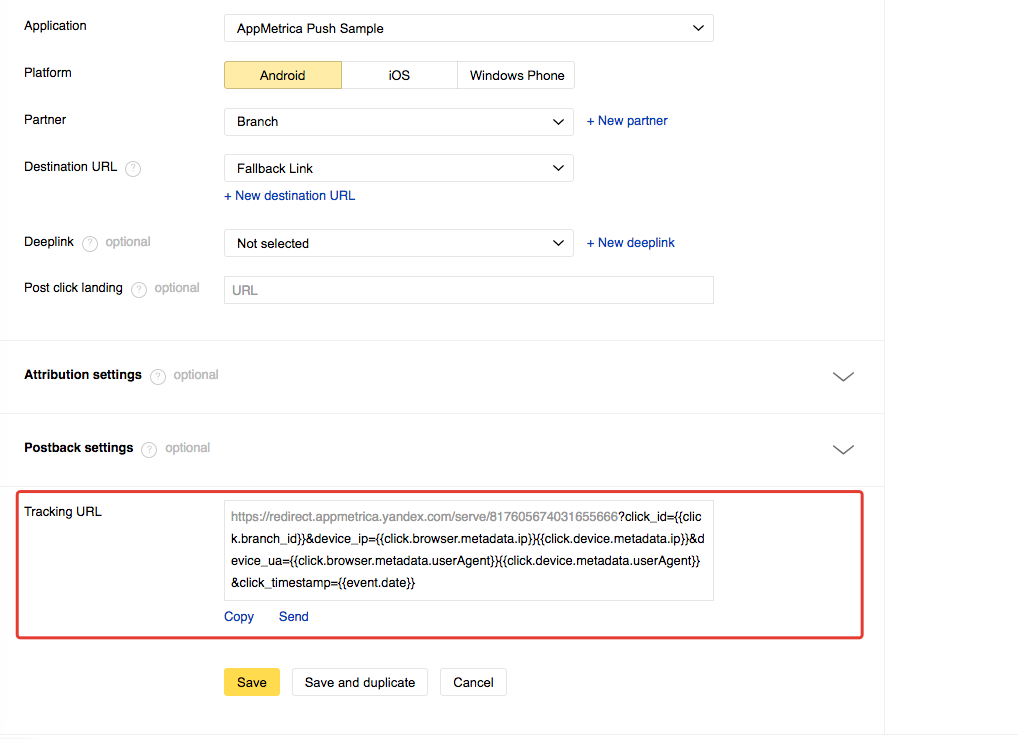 Application
AppMetrica Push Sample
Platform
Android iOS Windows Phone
Partner
Branch
+ New partner
Destination URL ?
Fallback Link
+ New destination URL
Deeplink ? optional
Not selected
+ New deeplink
Post click landing ? optional
URL
Attribution settings ? optional
Postback settings ? optional
Tracking URL
https://redirect.appmetrica.yandex.com/serve/817605674031655666?click_id={{clic
k.branch_id}}&device_ip={{click.browser.metadata.ip}}{{click.device.metadata.ip}}&d
evice_ua={{click.browser.metadata.userAgent}}{{click.device.metadata.userAgent}}
&click_timestamp={{event.date}}
Copy Send
Save Save and duplicate Cancel